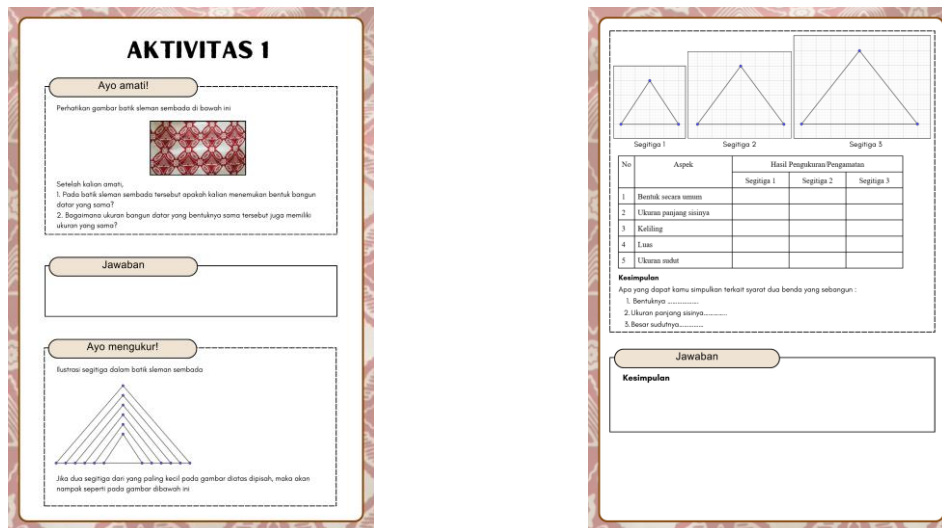 AKTIVITAS 1
Ayo amati!
Perhatikan gambar batik sleman sembada di bawah ini
Setelah kalian amati,
1. Pada batik sleman sembada tersebut apakah kalian menemukan bentuk bangun
datar yang sama?
2. Bagaimana ukuran bangun datar yang bentuknya sama tersebut juga memiliki
ukuran yang sama?
Jawaban
Ayo mengukur!
Ilustrasi segitiga dalam batik sleman sembada
Jika dua segitiga dari yang paling kecil pada gambar diatas dipisah, maka akan
nampak seperti pada gambar dibawah ini
Segitiga 1 Segitiga 2 Segitiga 3
No Aspek Hasil Pengukuran/Pengamatan
Segitiga 1 Segitiga 2 Segitiga 3
1 Bentuk secara umum
2 Ukuran panjang sisinya
3 Keliling
4 Luas
5 Ukuran sudut
Kesimpulan
Apa yang dapat kamu simpulkan terkait syarat dua benda yang sebangun :
1. Bentuknya ................
2. Ukuran panjang sisinya............
3. Besar sudutnya............
Jawaban
Kesimpulan